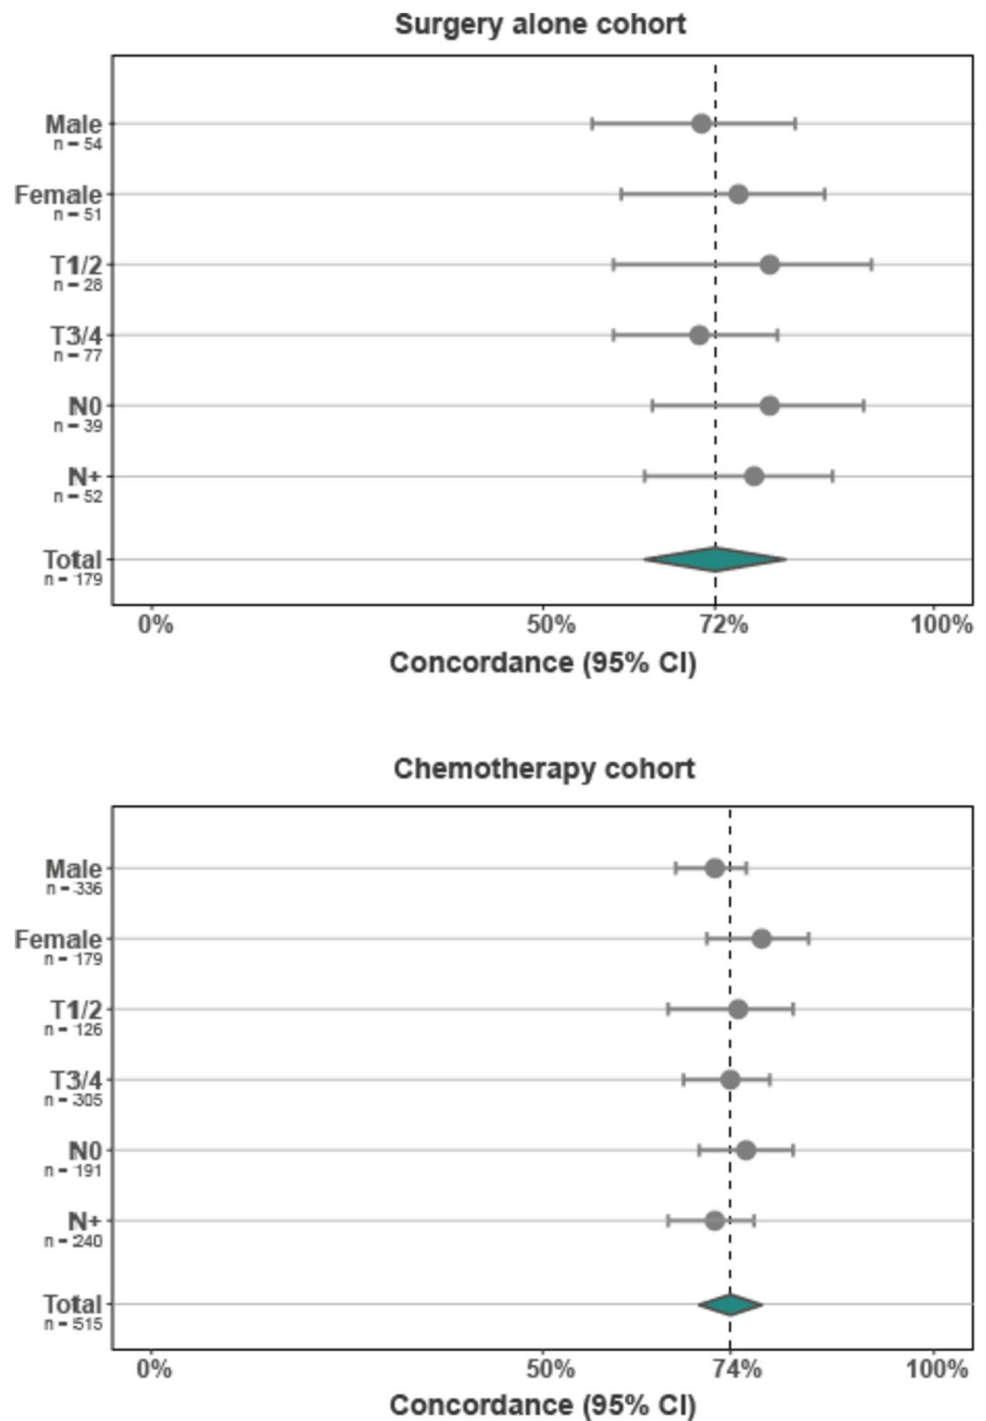 Surgery alone cohort
Male
n = 54
Female
n = 51
T1/2
n = 28
T3/4
n = 77
N0
n = 39
N+
n = 52
Total
n = 179
0% 50% 72% 100%
Concordance (95% CI)
Chemotherapy cohort
Male
n = 336
Female
n = 179
T1/2
n = 126
T3/4
n = 305
N0
n = 191
N+
n = 240
Total
n = 515
0% 50% 74% 100%
Concordance (95% CI)